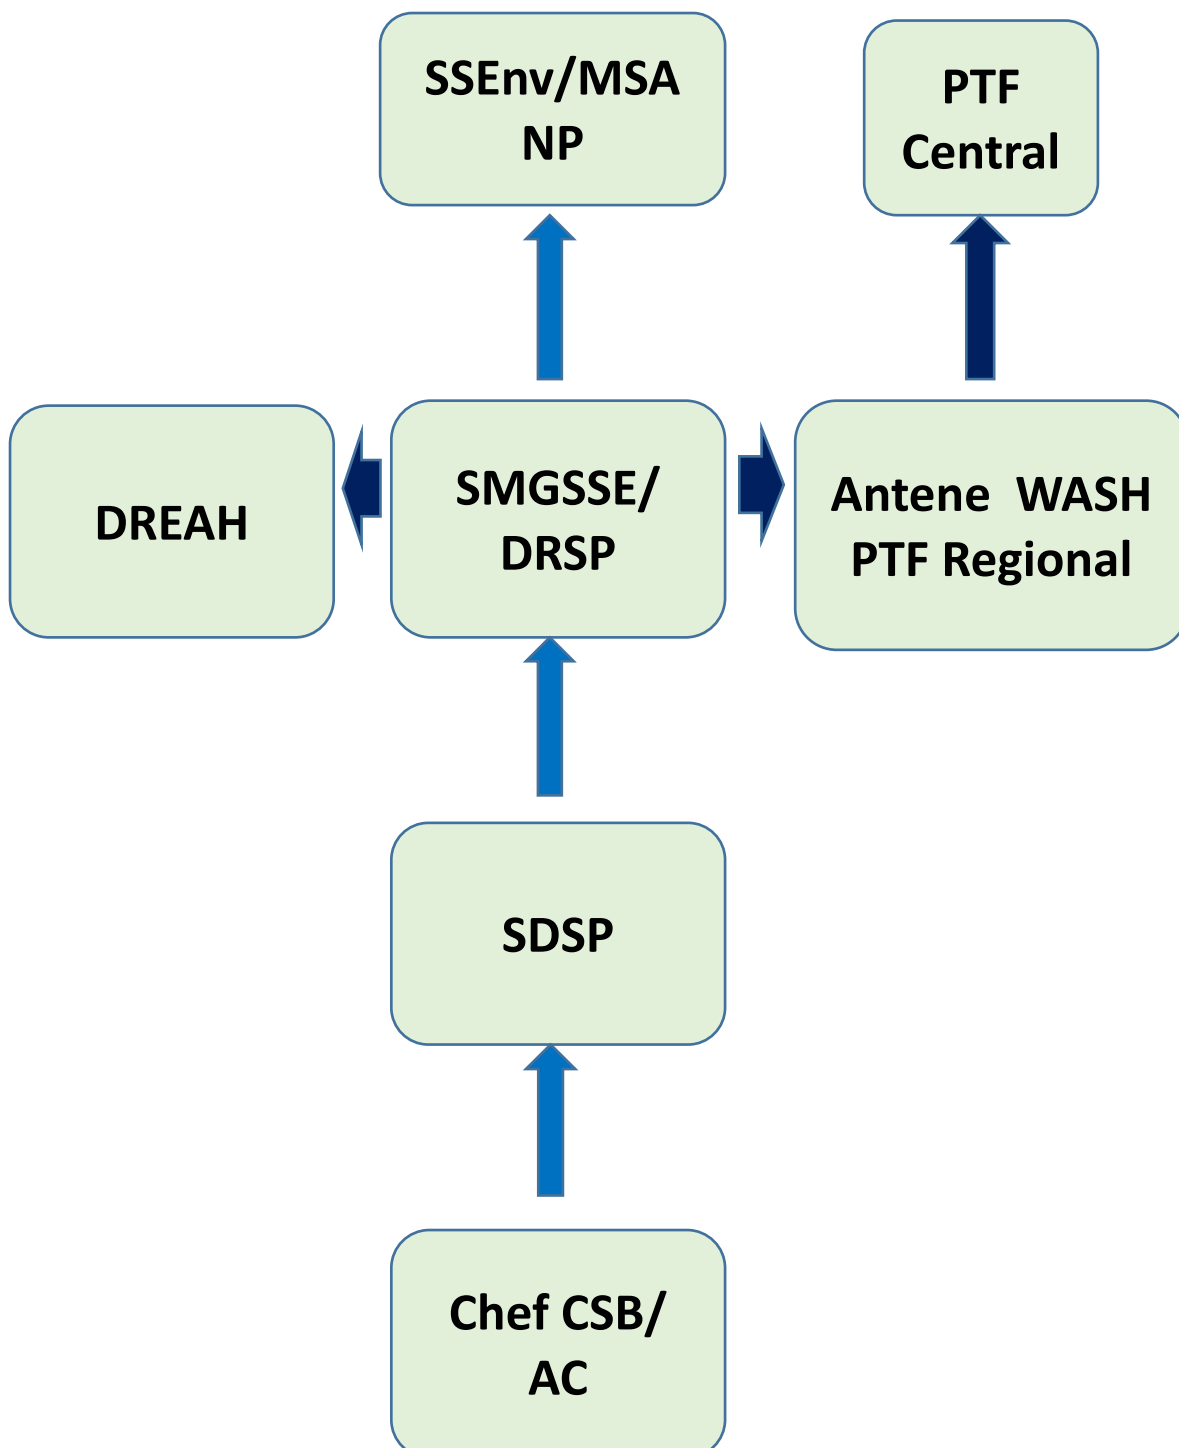 SSEnv/MSA
NP
PTF
Central
DREAH
SMGSSE/
DRSP
Antene WASH
PTF Regional
SDSP
Chef CSB/
AC